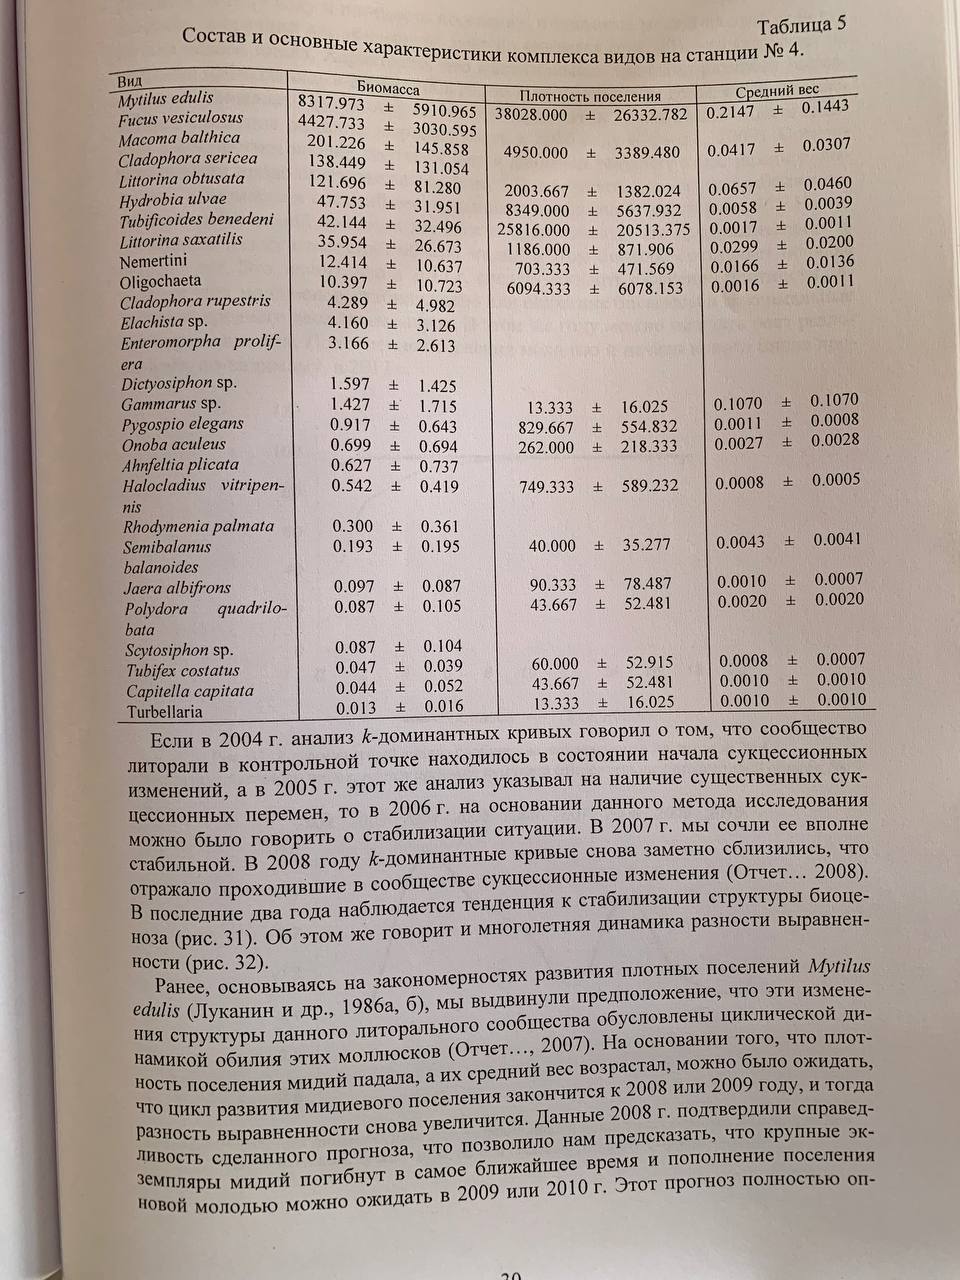 Таблица 5
Состав и основные характеристики комплекса видов на станции № 4.
Вид Биомасса Плотность поселения Средний вес
Mytilus edulis 8317.973 ± 5910.965 38028.000 ± 26332.782 0.2147 ± 0.1443
Fucus vesiculosus 4427.733 ± 3030.595
Macoma balthica 201.226 ± 145.858 4950.000 ± 3389.480 0.0417 ± 0.0307
Cladophora sericea 138.449 ± 131.054
Littorina obtusata 121.696 ± 81.280 2003.667 ± 1382.024 0.0657 ± 0.0460
Hydrobia ulvae 47.753 ± 31.951 8349.000 ± 5637.932 0.0058 ± 0.0039
Tubificoides benedeni 42.144 ± 32.496 25816.000 ± 20513.375 0.0017 ± 0.0011
Littorina saxatilis 35.954 ± 26.673 1186.000 ± 871.906 0.0299 ± 0.0200
Nemertini 12.414 ± 10.637 703.333 ± 471.569 0.0166 ± 0.0136
Oligochaeta 10.397 ± 10.723 6094.333 ± 6078.153 0.0016 ± 0.0011
Cladophora rupestris 4.289 ± 4.982
Elachista sp. 4.160 ± 3.126
Enteromorpha prolif- 3.166 ± 2.613
era
Dictyosiphon sp. 1.597 ± 1.425
Gammarus sp. 1.427 ± 1.715 13.333 ± 16.025 0.1070 ± 0.1070
Pygospio elegans 0.917 ± 0.643 829.667 ± 554.832 0.0011 ± 0.0008
Onoba aculeus 0.699 ± 0.694 262.000 ± 218.333 0.0027 ± 0.0028
Ahnfeltia plicata 0.627 ± 0.737
Halocladius vitripen- 0.542 ± 0.419 749.333 ± 589.232 0.0008 ± 0.0005
nis
Rhodymenia palmata 0.300 ± 0.361
Semibalanus 0.193 ± 0.195 40.000 ± 35.277 0.0043 ± 0.0041
balanoides
Jaera albifrons 0.097 ± 0.087 90.333 ± 78.487 0.0010 ± 0.0007
Polydora quadrilo- 0.087 ± 0.105 43.667 ± 52.481 0.0020 ± 0.0020
bata
Scytosiphon sp. 0.087 ± 0.104
Tubifex costatus 0.047 ± 0.039 60.000 ± 52.915 0.0008 ± 0.0007
Capitella capitata 0.044 ± 0.052 43.667 ± 52.481 0.0010 ± 0.0010
Turbellaria 0.013 ± 0.016 13.333 ± 16.025 0.0010 ± 0.0010
Если в 2004 г. анализ k-доминантных кривых говорил о том, что сообщество
литорали в контрольной точке находилось в состоянии начала сукцессионных
изменений, а в 2005 г. этот же анализ указывал на наличие существенных сук-
цессионных перемен, то в 2006 г. на основании данного метода исследования
можно было говорить о стабилизации ситуации. В 2007 г. мы сочли ее вполне
стабильной. В 2008 году k-доминантные кривые снова заметно сблизились, что
отражало проходившие в сообществе сукцессионные изменения (Отчет… 2008).
В последние два года наблюдается тенденция к стабилизации структуры биоце-
ноза (рис. 31). Об этом же говорит и многолетняя динамика разности выравнен-
ности (рис. 32).
Ранее, основываясь на закономерностях развития плотных поселений Mytilus
edulis (Луканин и др., 1986а, б), мы выдвинули предположение, что эти измене-
ния структуры данного литорального сообщества обусловлены циклической ди-
намикой обилия этих моллюсков (Отчет…, 2007). На основании того, что плот-
ность поселения мидий падала, а их средний вес возрастал, можно было ожидать,
что цикл развития мидиевого поселения закончится к 2008 или 2009 году, и тогда
разность выравненности снова увеличится. Данные 2008 г. подтвердили справед-
ливость сделанного прогноза, что позволило нам предсказать, что крупные эк-
земпляры мидий погибнут в самое ближайшее время и пополнение поселения
новой молодью можно ожидать в 2009 или 2010 г. Этот прогноз полностью оп-